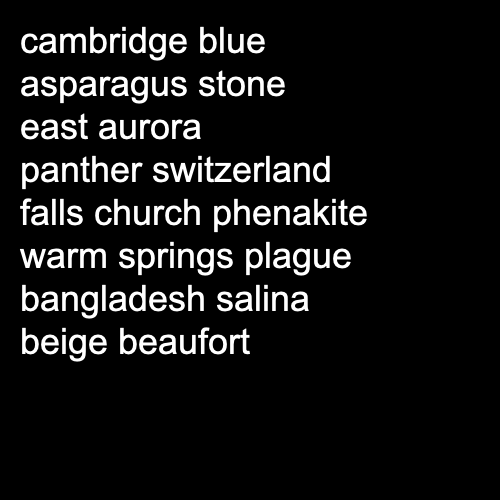 cambridge blue
asparagus stone
east aurora
panther switzerland
falls church phenakite
warm springs plague
bangladesh salina
beige beaufort